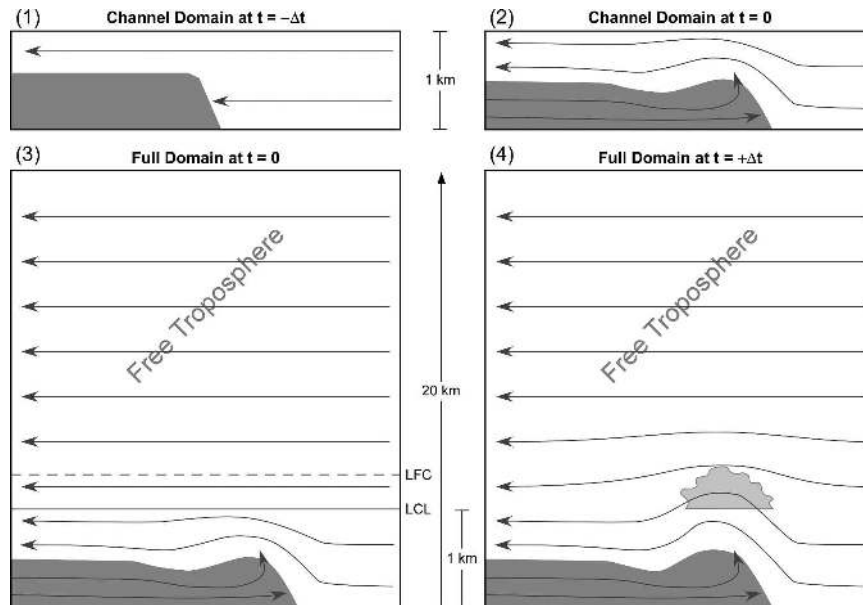 (1) Channel Domain at t = −Δt
(2) Channel Domain at t = 0
1 km
(3) Full Domain at t = 0
(4) Full Domain at t = +Δt
Free Troposphere
Free Troposphere
20 km
LFC
LCL
1 km